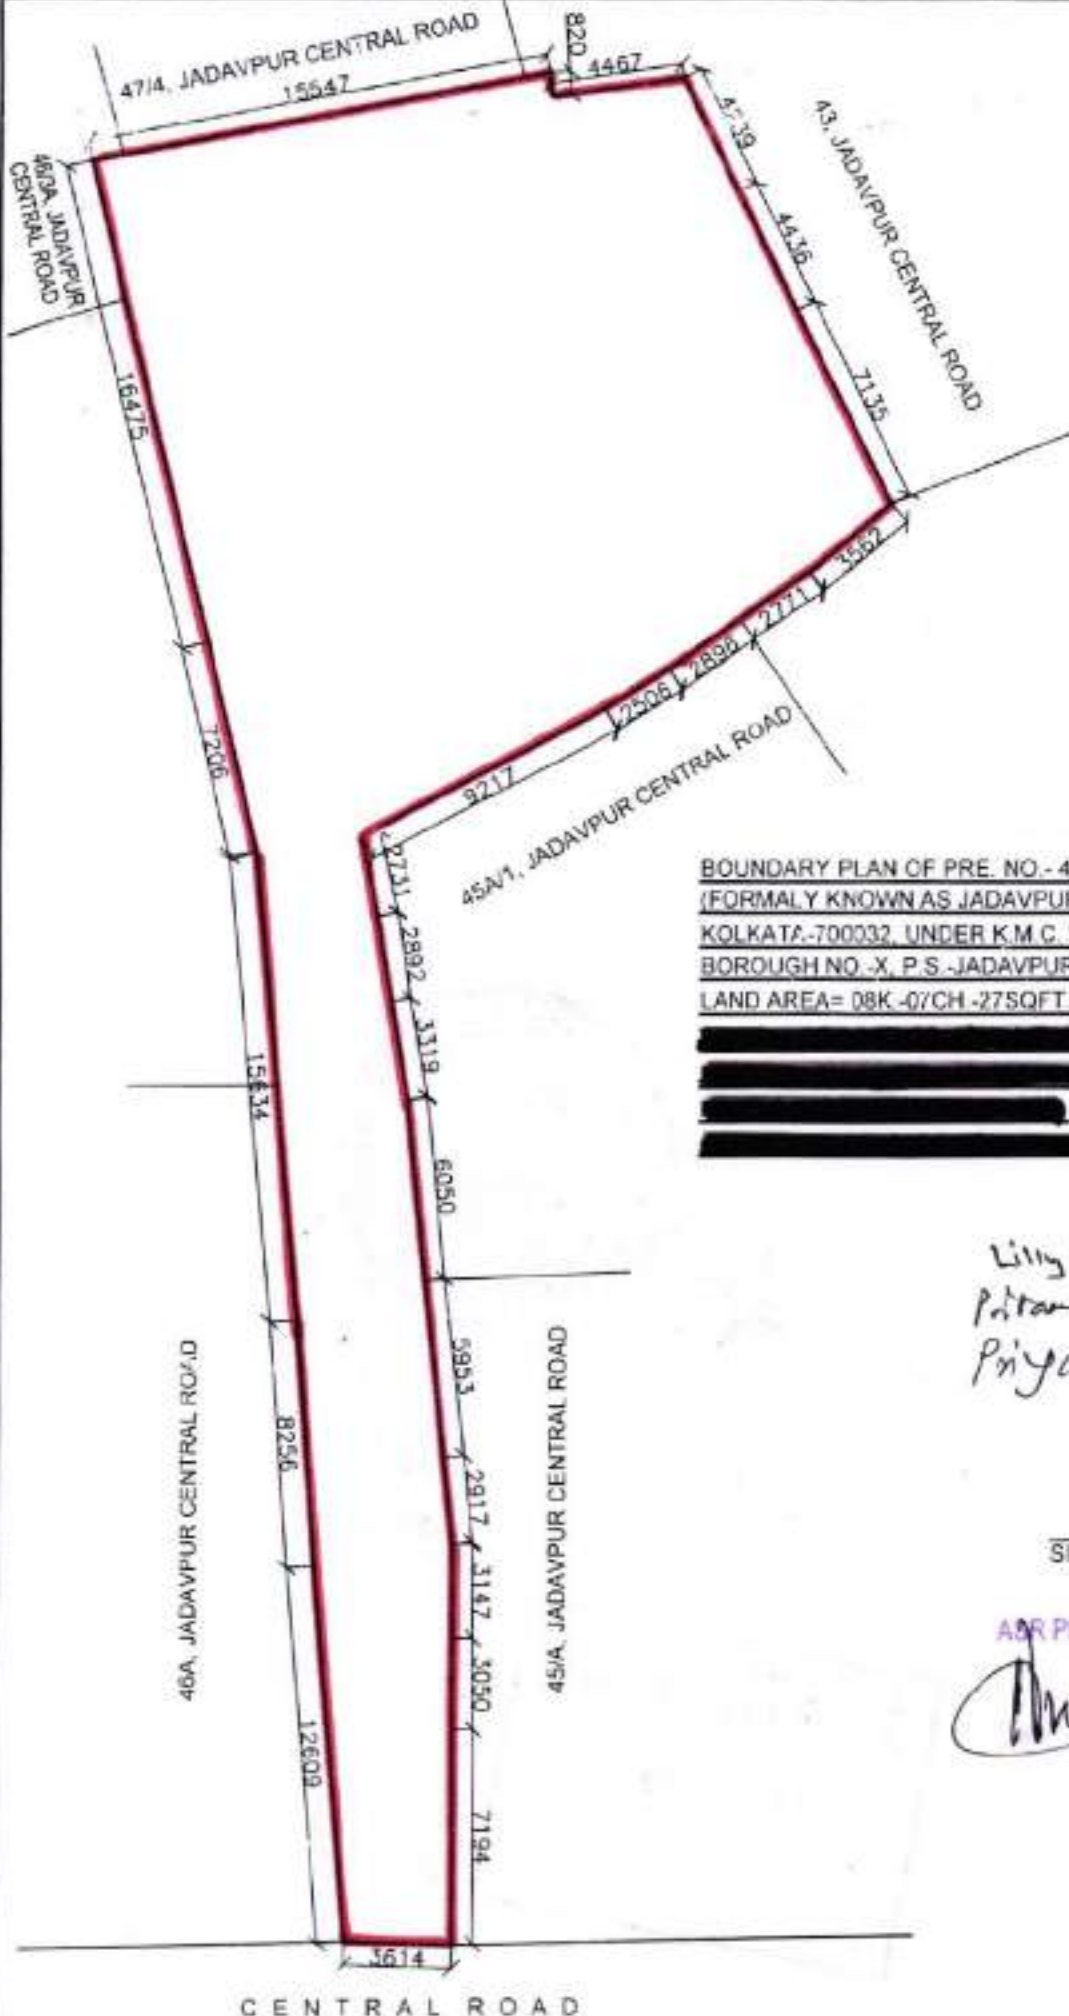 47/4, JADAVPUR CENTRAL ROAD
15547
820
4467
43, JADAVPUR CENTRAL ROAD
4436
7135
46/3A, JADAVPUR
CENTRAL ROAD
16475
7206
3562
2771
2896
2506
9217
45A/1, JADAVPUR CENTRAL ROAD
2731
2892
3319
6050
5953
2917
3147
3050
7194
8256
12609
3614
46A, JADAVPUR CENTRAL ROAD
45/A, JADAVPUR CENTRAL ROAD
BOUNDARY PLAN OF PRE. NO.- 4
(FORMALY KNOWN AS JADAVPUR
KOLKATA-700032, UNDER K.M.C.
BOROUGH NO.-X, P.S.-JADAVPUR
LAND AREA= 08K.-07CH.-27SQFT.
Lilly
CENTRAL ROAD